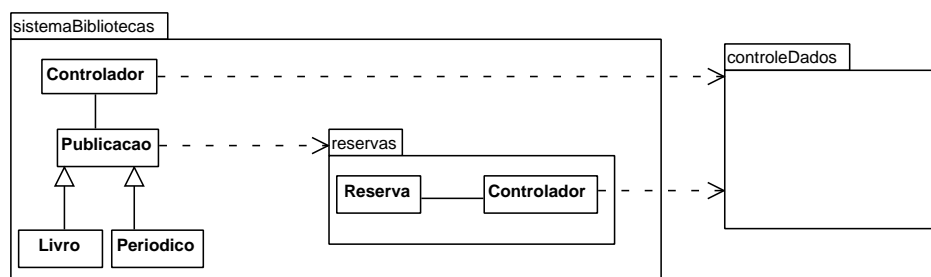 sistemaBibliotecas
Controlador
controleDados
Publicacao
reservas
Reserva
Controlador
Livro
Periodico